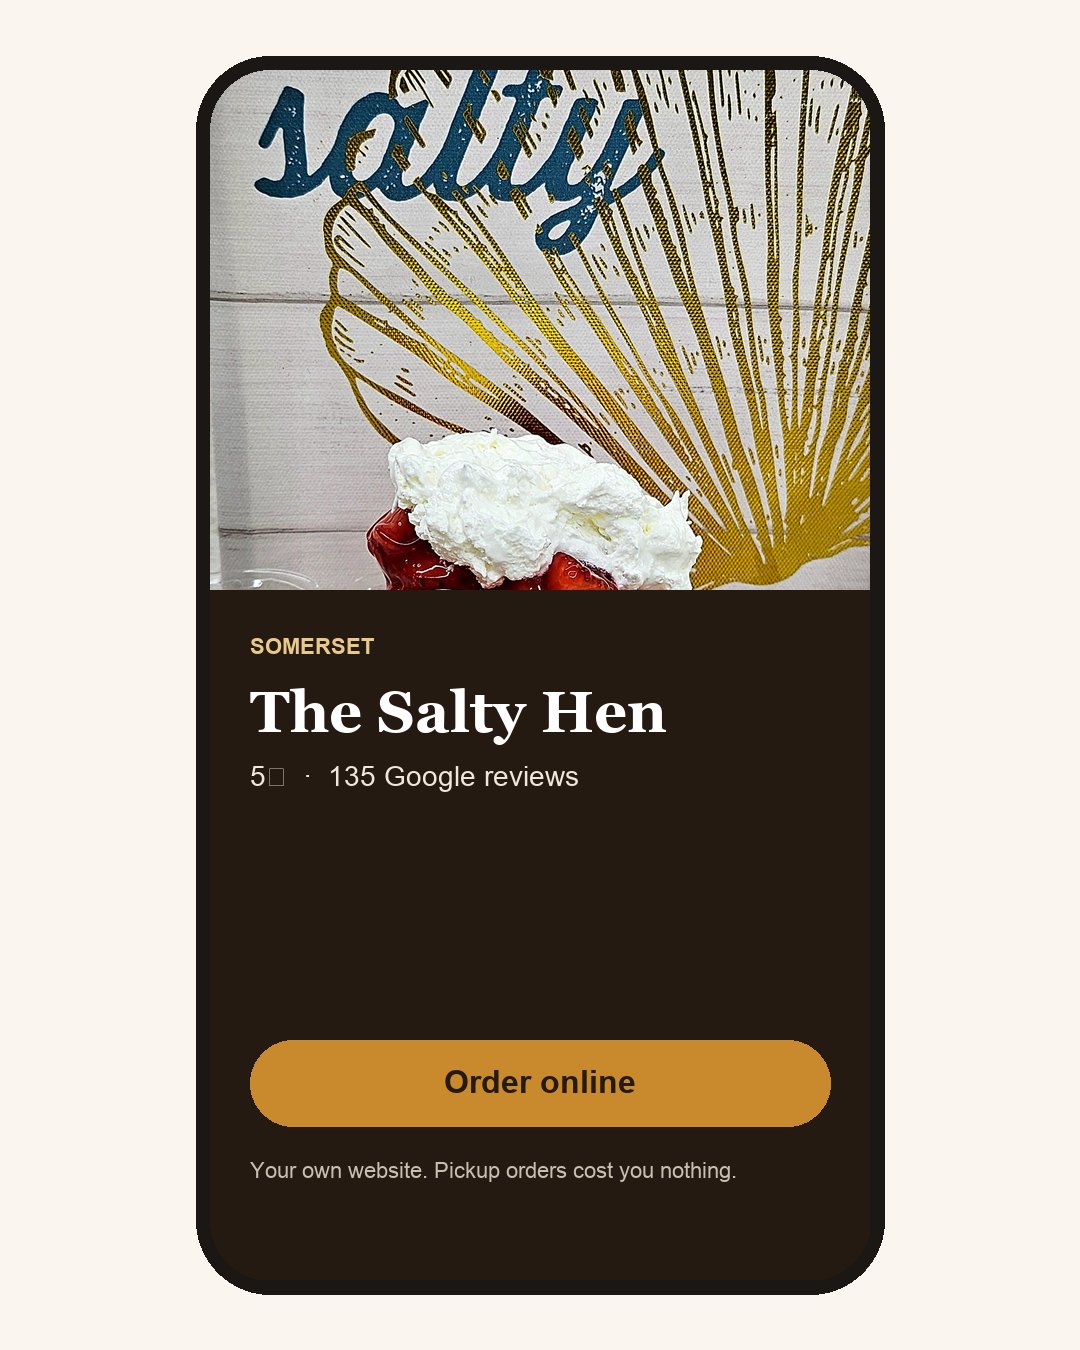 salty
SOMERSET
The Salty Hen
5□ · 135 Google reviews
Order online
Your own website. Pickup orders cost you nothing.